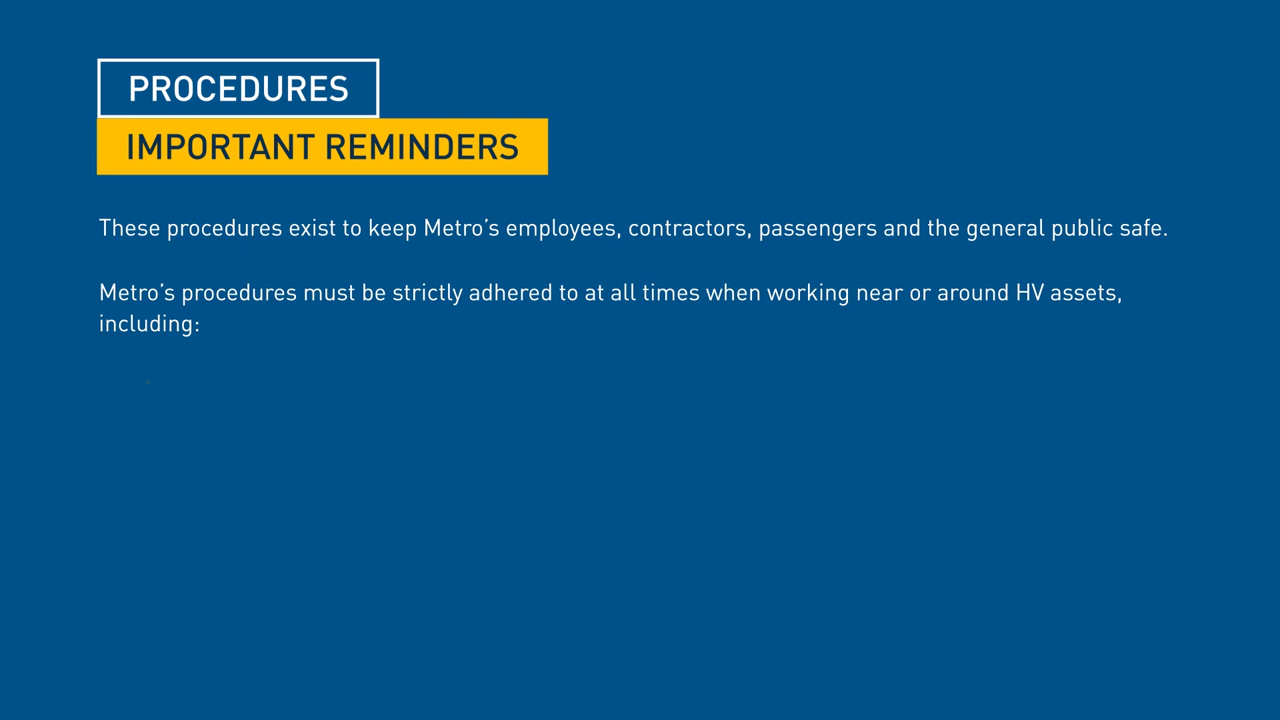 PROCEDURES
IMPORTANT REMINDERS
These procedures exist to keep Metro’s employees, contractors, passengers and the general public safe.
Metro’s procedures must be strictly adhered to at all times when working near or around HV assets,
including: